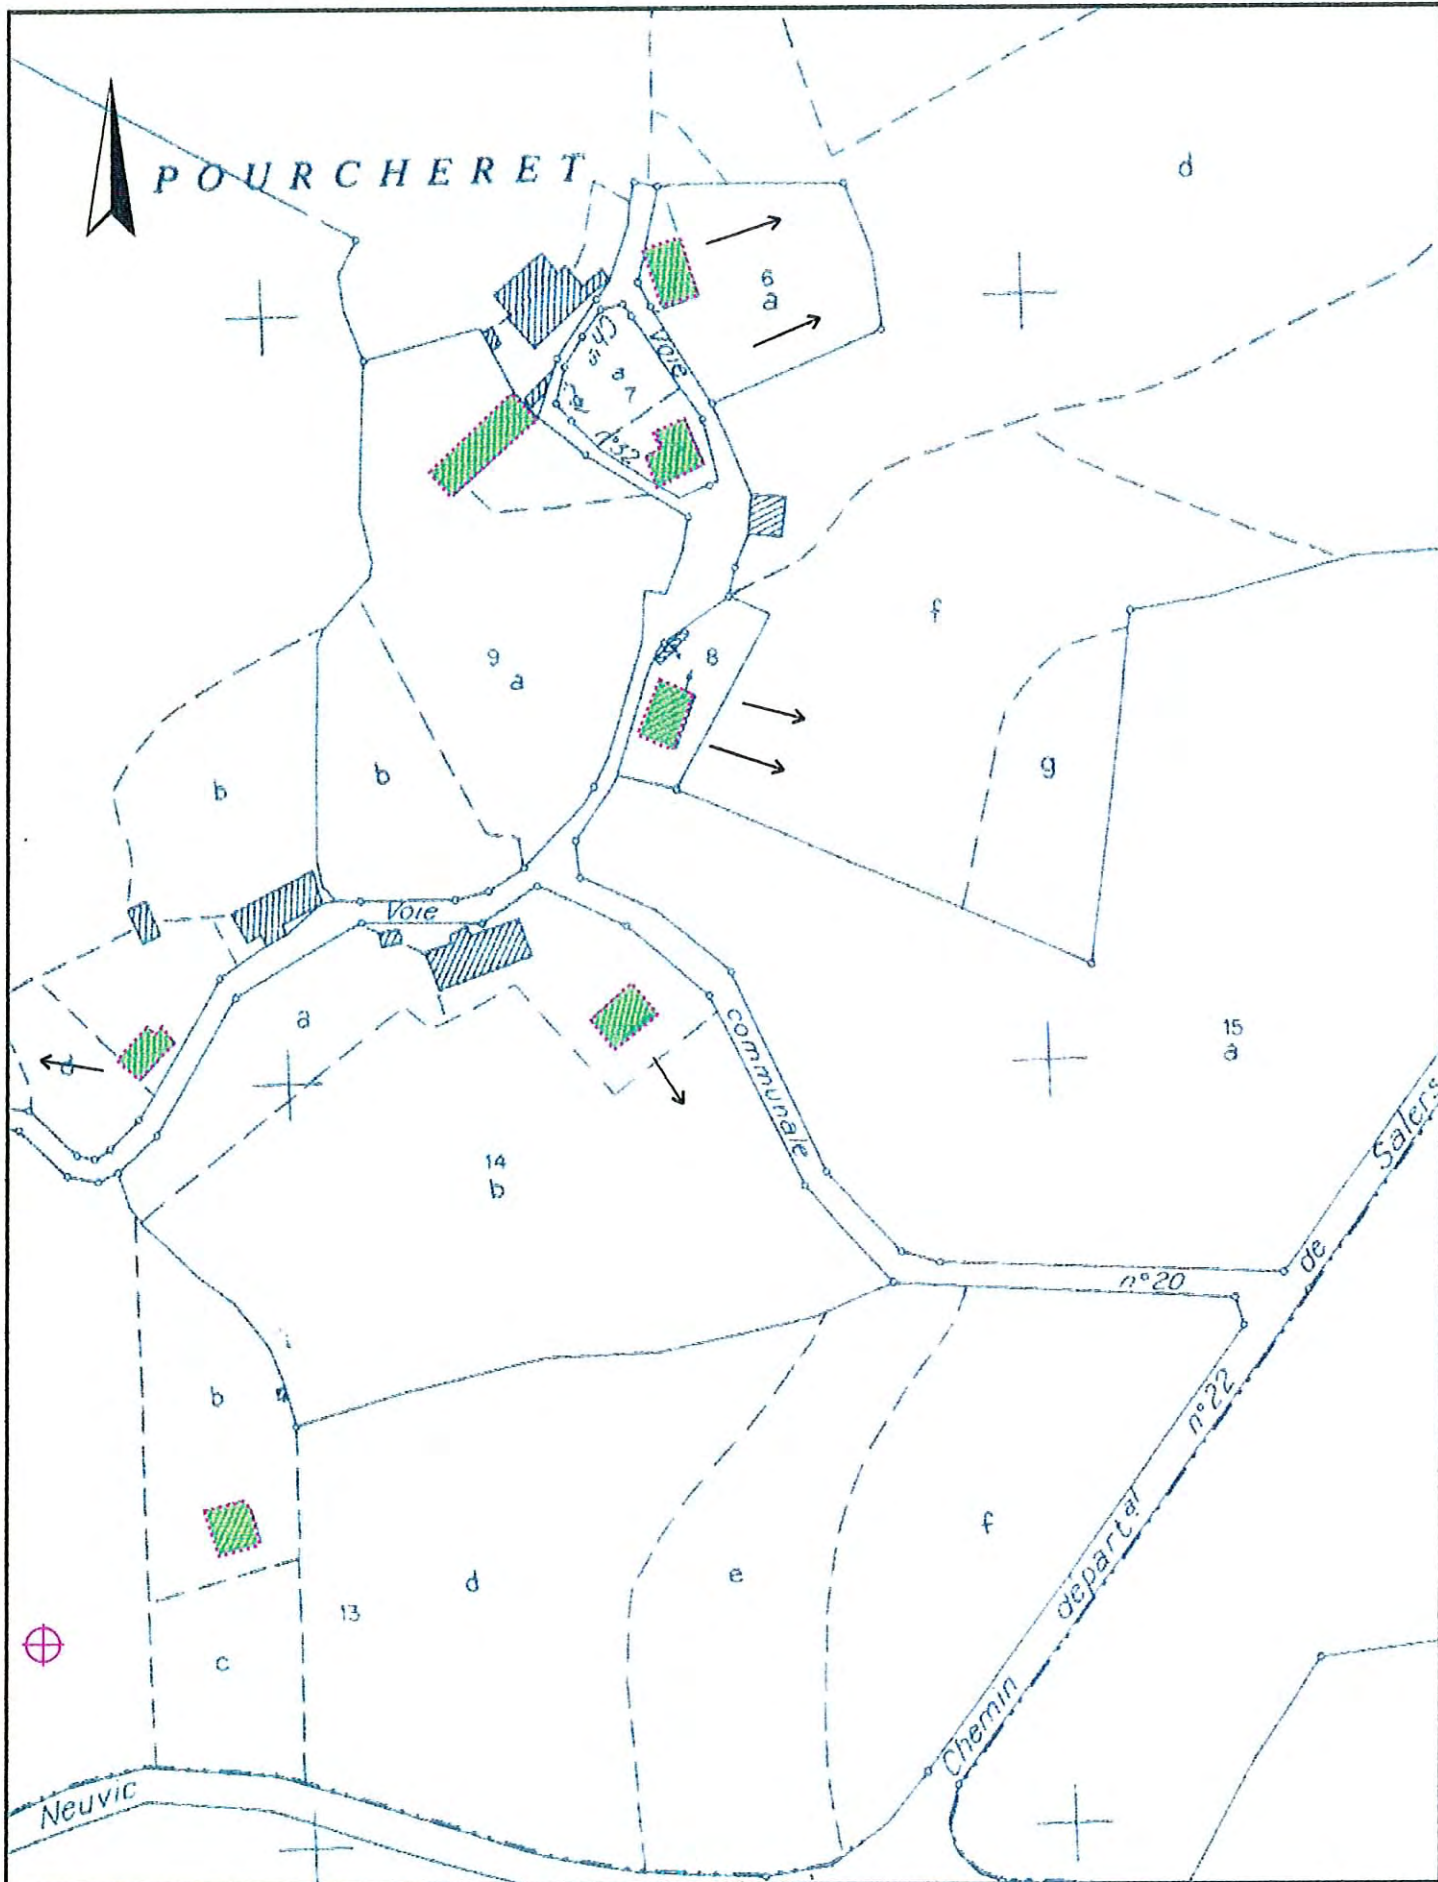 POURCHERET
d
6
a
Voie
Ch
7
n°32
f
9
a
8
b
b
g
Voie
a
d
communale
15
a
14
b
n°20
de
Salers
b
n°22
f
d
e
13
départal
c
Chemin
Neuvic